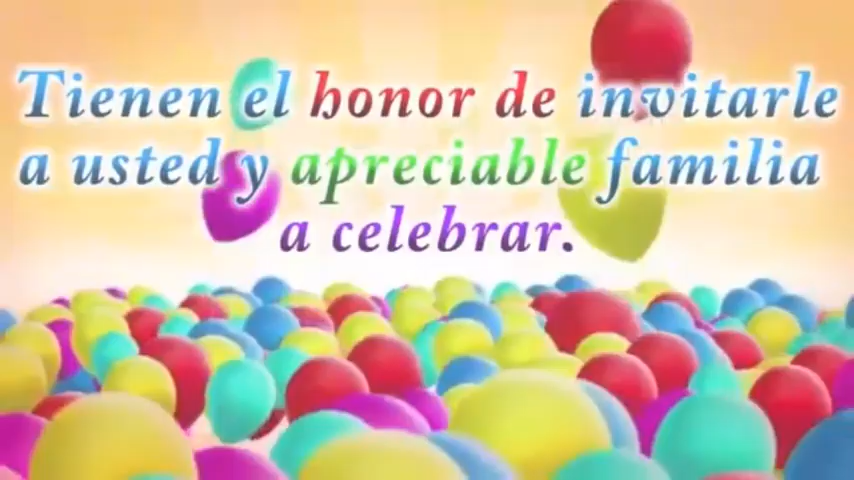 Tienen el honor de invitarle
a usted y apreciable familia
a celebrar.